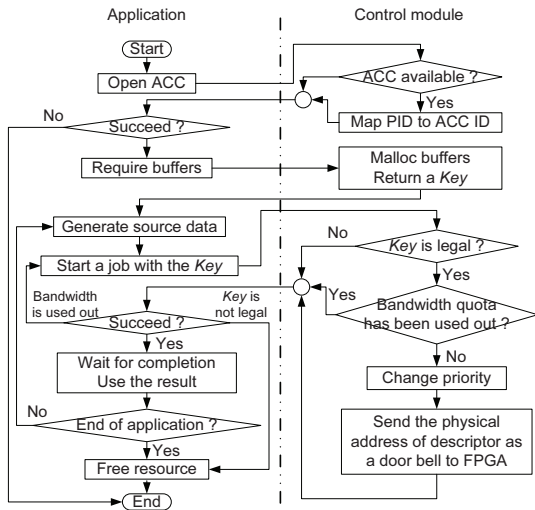 Application
Control module
Start
Open ACC
ACC available ?
Yes
Map PID to ACC ID
No
Succeed ?
Require buffers
Malloc buffers
Return a Key
Generate source data
Start a job with the Key
No
Key is legal ?
Yes
Bandwidth
is used out
Key is
not legal
Succeed ?
Yes
Bandwidth quota
has been used out ?
Yes
Wait for completion
Use the result
No
Change priority
No
End of application ?
Send the physical
address of descriptor as
a door bell to FPGA
Yes
Free resource
End